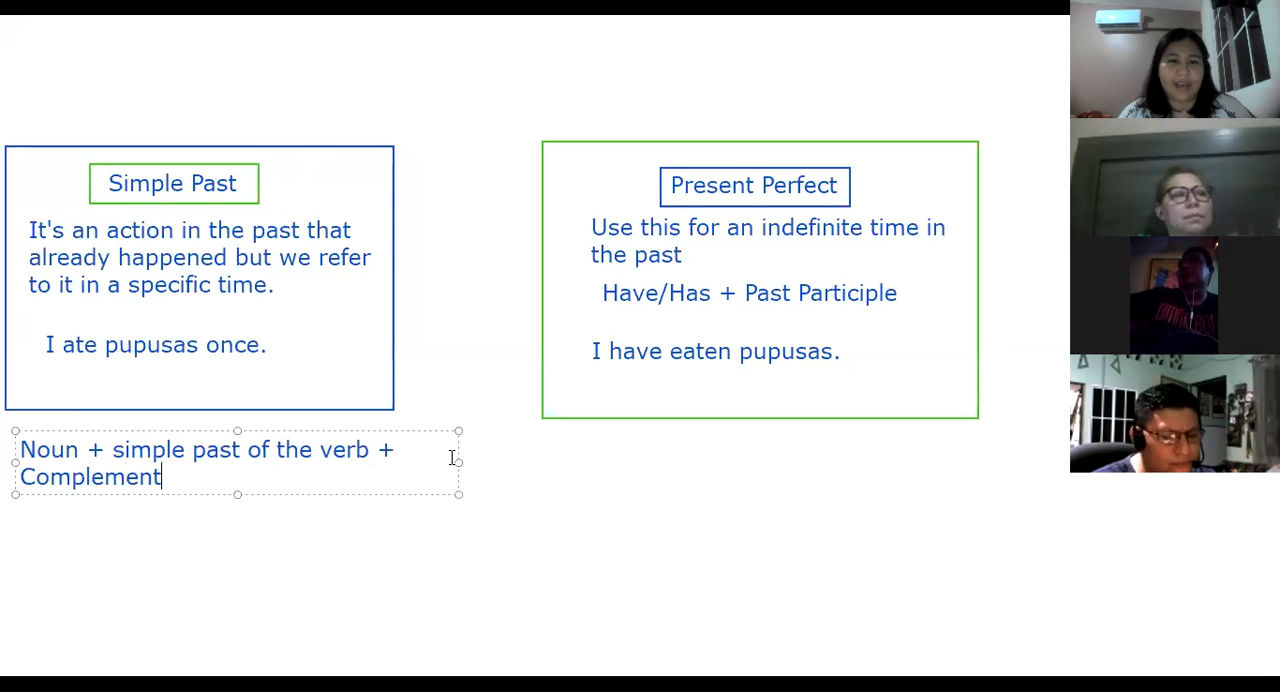 Simple Past
It's an action in the past that
already happened but we refer
to it in a specific time.
I ate pupusas once.
Noun + simple past of the verb +
Complement
Present Perfect
Use this for an indefinite time in
the past
Have/Has + Past Participle
I have eaten pupusas.